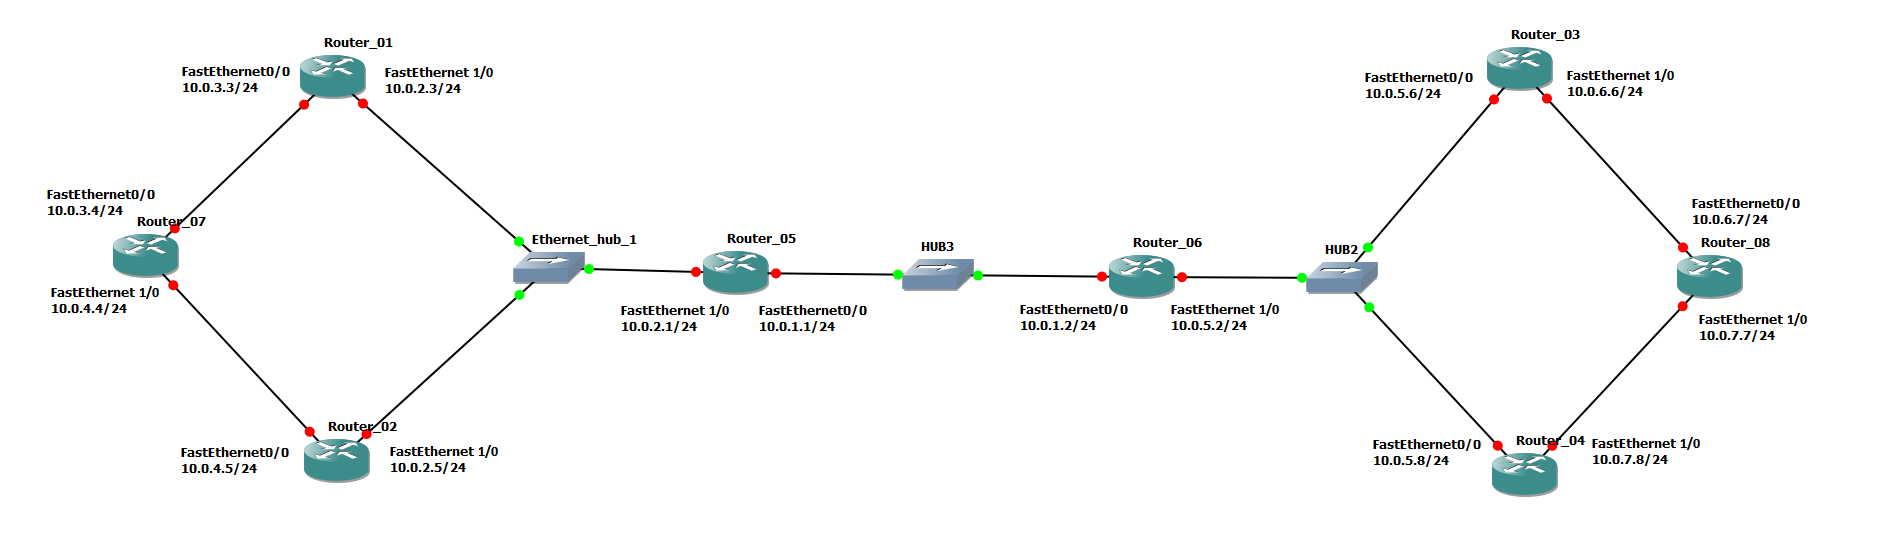 Router_01
FastEthernet0/0
10.0.3.3/24
FastEthernet 1/0
10.0.2.3/24
FastEthernet0/0
10.0.3.4/24
Router_07
FastEthernet 1/0
10.0.4.4/24
Router_02
FastEthernet0/0
10.0.4.5/24
FastEthernet 1/0
10.0.2.5/24
Ethernet_hub_1
Router_05
FastEthernet 1/0
10.0.2.1/24
FastEthernet0/0
10.0.1.1/24
HUB3
Router_06
FastEthernet0/0
10.0.1.2/24
FastEthernet 1/0
10.0.5.2/24
HUB2
Router_03
FastEthernet0/0
10.0.5.6/24
FastEthernet 1/0
10.0.6.6/24
FastEthernet0/0
10.0.6.7/24
Router_08
FastEthernet 1/0
10.0.7.7/24
Router_04
FastEthernet0/0
10.0.5.8/24
FastEthernet 1/0
10.0.7.8/24